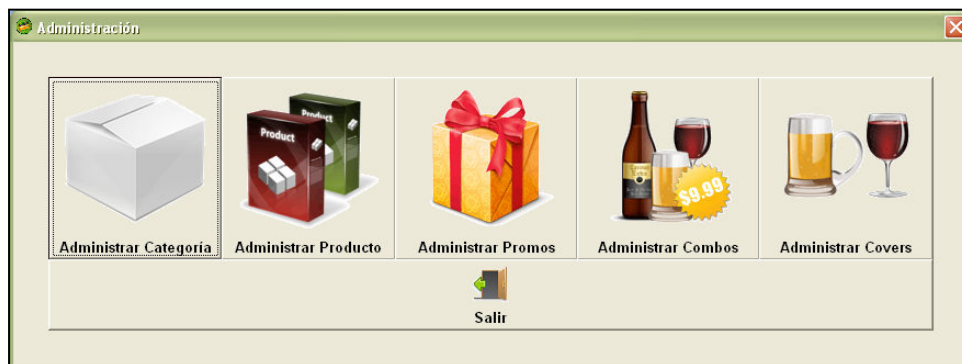 Administración
Product
Product
$9.99
Administrar Categoría
Administrar Producto
Administrar Promos
Administrar Combos
Administrar Covers
Salir